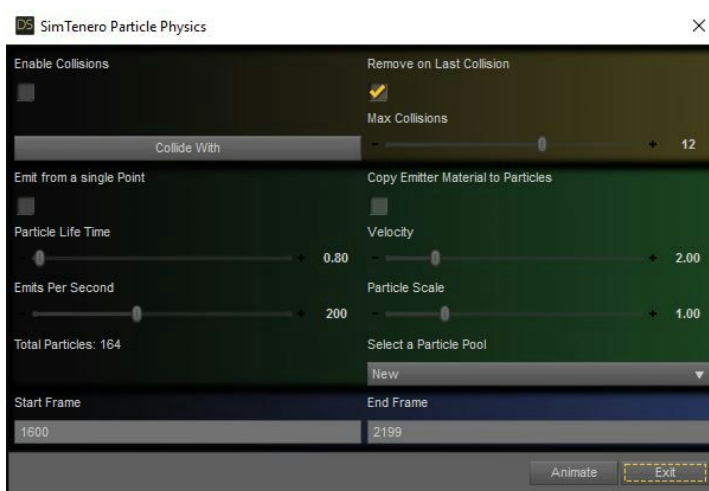 DS SimTenero Particle Physics
Enable Collisions
Remove on Last Collision
Max Collisions
Collide With
- + 12
Emit from a single Point
Copy Emitter Material to Particles
Particle Life Time
Velocity
- + 0.80
- + 2.00
Emits Per Second
Particle Scale
- + 200
- + 1.00
Total Particles: 164
Select a Particle Pool
New
Start Frame
End Frame
1600
2199
Animate
Exit